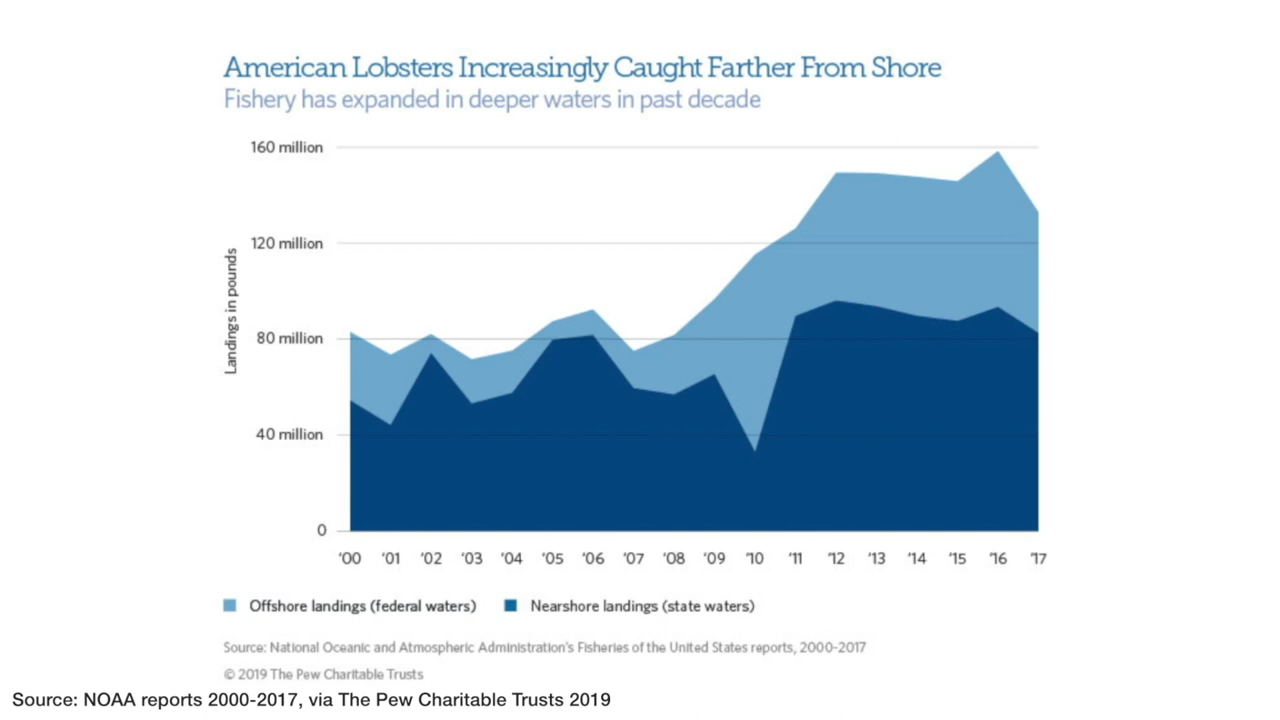 American Lobsters Increasingly Caught Farther From Shore
Fishery has expanded in deeper waters in past decade
160 million
120 million
80 million
40 million
0
Landings in pounds
'00 '01 '02 '03 '04 '05 '06 '07 '08 '09 '10 '11 '12 '13 '14 '15 '16 '17
Offshore landings (federal waters) Nearshore landings (state waters)
Source: National Oceanic and Atmospheric Administration's Fisheries of the United States reports, 2000-2017
© 2019 The Pew Charitable Trusts
Source: NOAA reports 2000-2017, via The Pew Charitable Trusts 2019